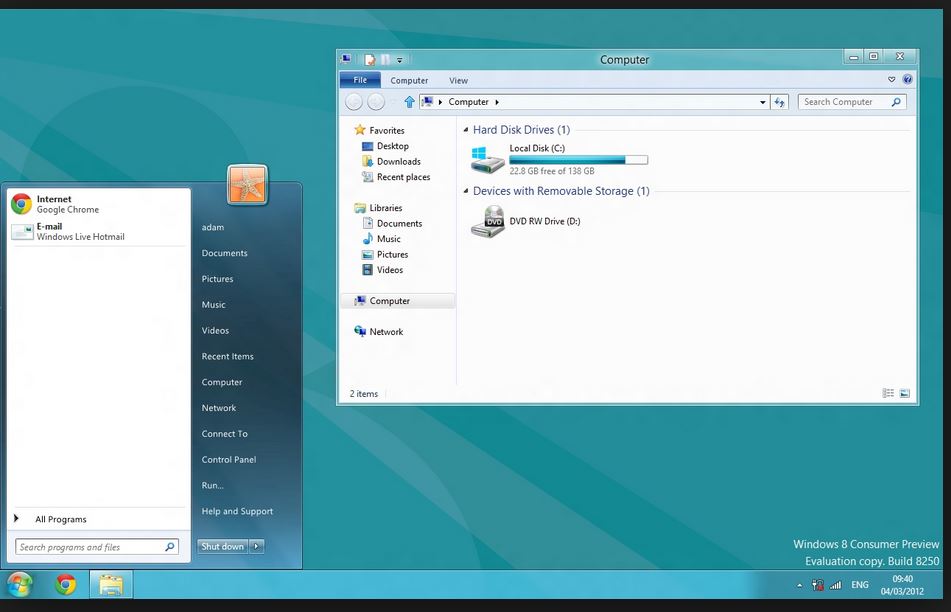 Computer
File
Computer
View
Computer
Search Computer
Favorites
Desktop
Downloads
Recent places
Libraries
Documents
Music
Pictures
Videos
Computer
Network
Hard Disk Drives (1)
Local Disk (C:)
22.8 GB free of 138 GB
Devices with Removable Storage (1)
DVD
DVD RW Drive (D:)
2 items
Internet
Google Chrome
E-mail
Windows Live Hotmail
All Programs
Search programs and files
adam
Documents
Pictures
Music
Videos
Recent Items
Computer
Network
Connect To
Control Panel
Run...
Help and Support
Shut down
Windows 8 Consumer Preview
Evaluation copy. Build 8250
ENG
09:40
04/03/2012